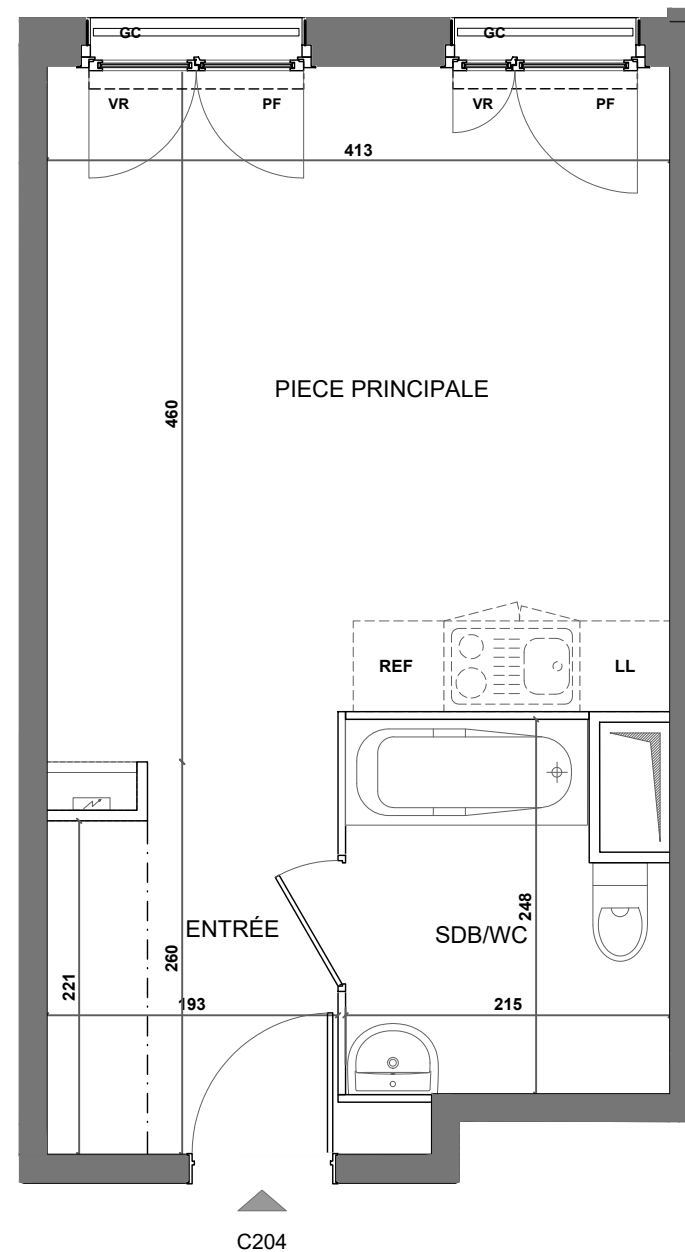 GC GC
VR PF VR PF
413
PIECE PRINCIPALE
460
REF LL
248
ENTRÉE SDB/WC
260
221
193 215
C204